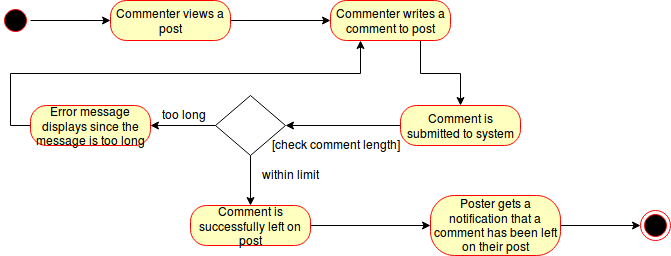 Commenter views a
post
Commenter writes a
comment to post
Error message
displays since the
message is too long
too long
[check comment length]
Comment is
submitted to system
within limit
Comment is
successfully left on
post
Poster gets a
notification that a
comment has been left
on their post